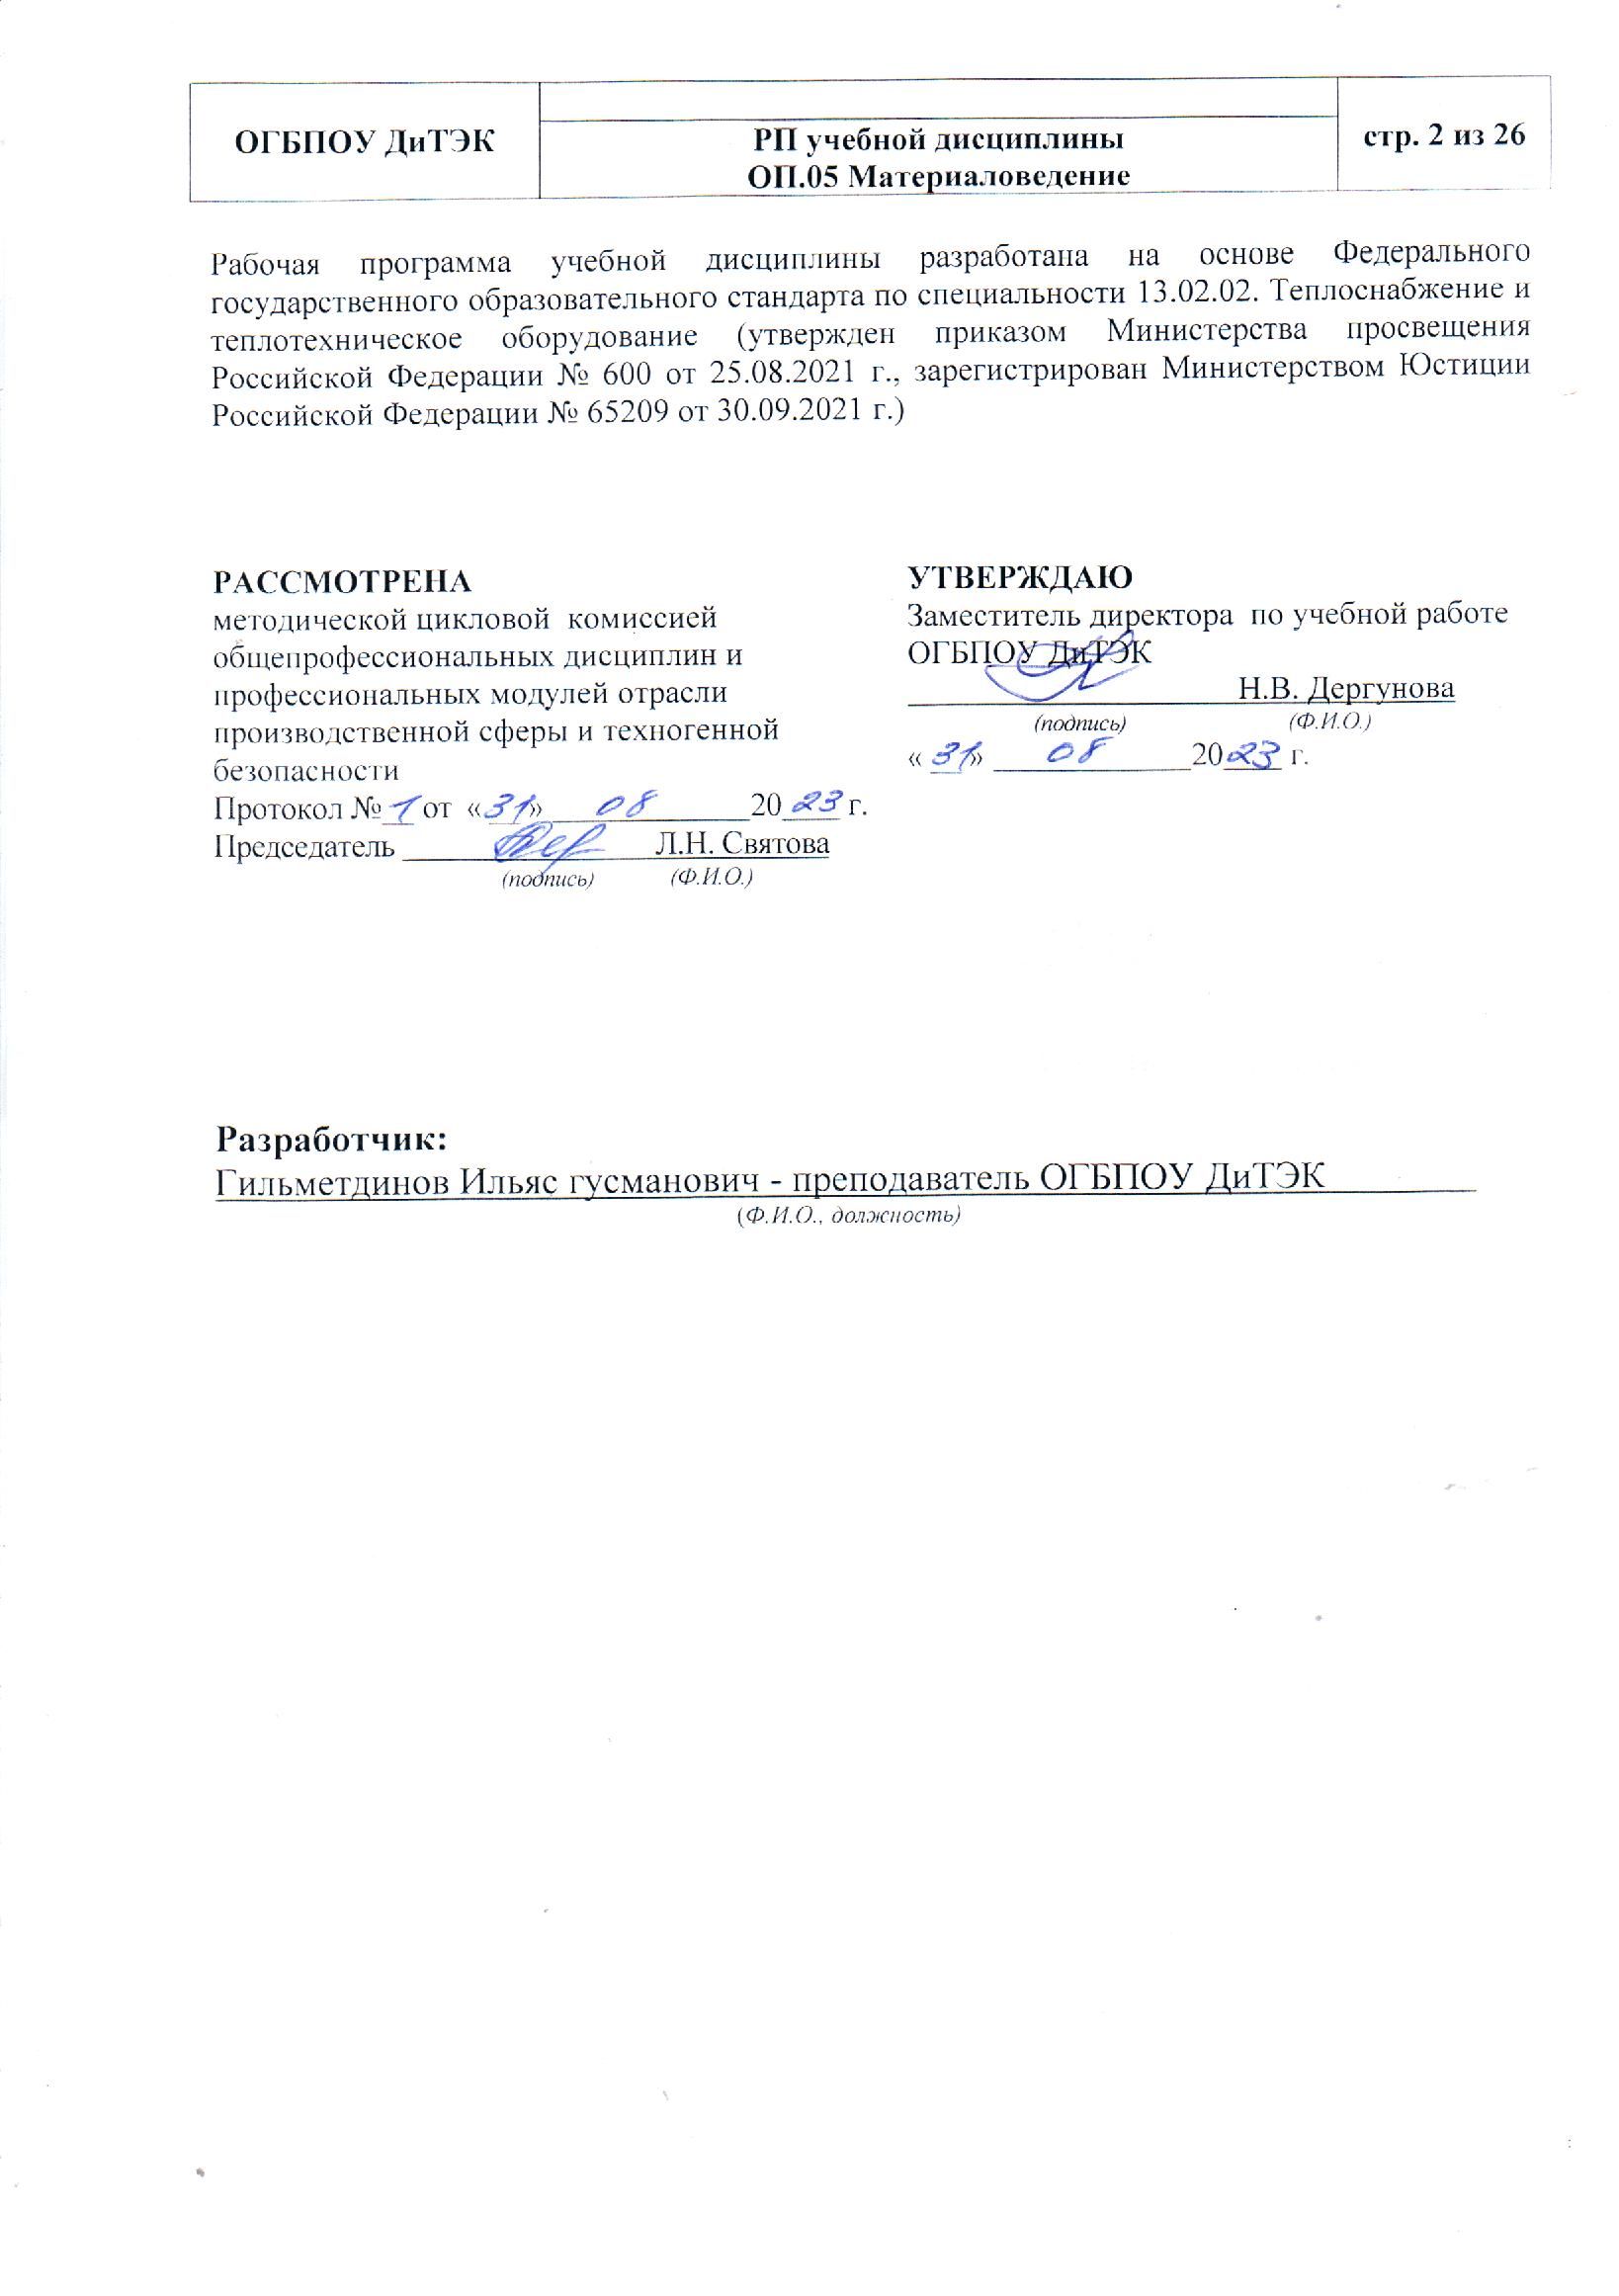 ОГБПОУ ДиТЭК
РП учебной дисциплины
ОП.05 Материаловедение
стр. 2 из 26
Рабочая программа учебной дисциплины разработана на основе Федерального
государственного образовательного стандарта по специальности 13.02.02. Теплоснабжение и
теплотехническое оборудование (утвержден приказом Министерства просвещения
Российской Федерации № 600 от 25.08.2021 г., зарегистрирован Министерством Юстиции
Российской Федерации № 65209 от 30.09.2021 г.)
РАССМОТРЕНА
методической цикловой комиссией
общепрофессиональных дисциплин и
профессиональных модулей отрасли
производственной сферы и техногенной
безопасности
Протокол № 1 от «31» 08 2023 г.
Председатель Л.Н. Святова
(подпись) (Ф.И.О.)
УТВЕРЖДАЮ
Заместитель директора по учебной работе
ОГБПОУ ДиТЭК
Н.В. Дергунова
(подпись) (Ф.И.О.)
« 31» 08 2023 г.
Разработчик:
Гильметдинов Ильяс гусманович - преподаватель ОГБПОУ ДиТЭК
(Ф.И.О., должность)